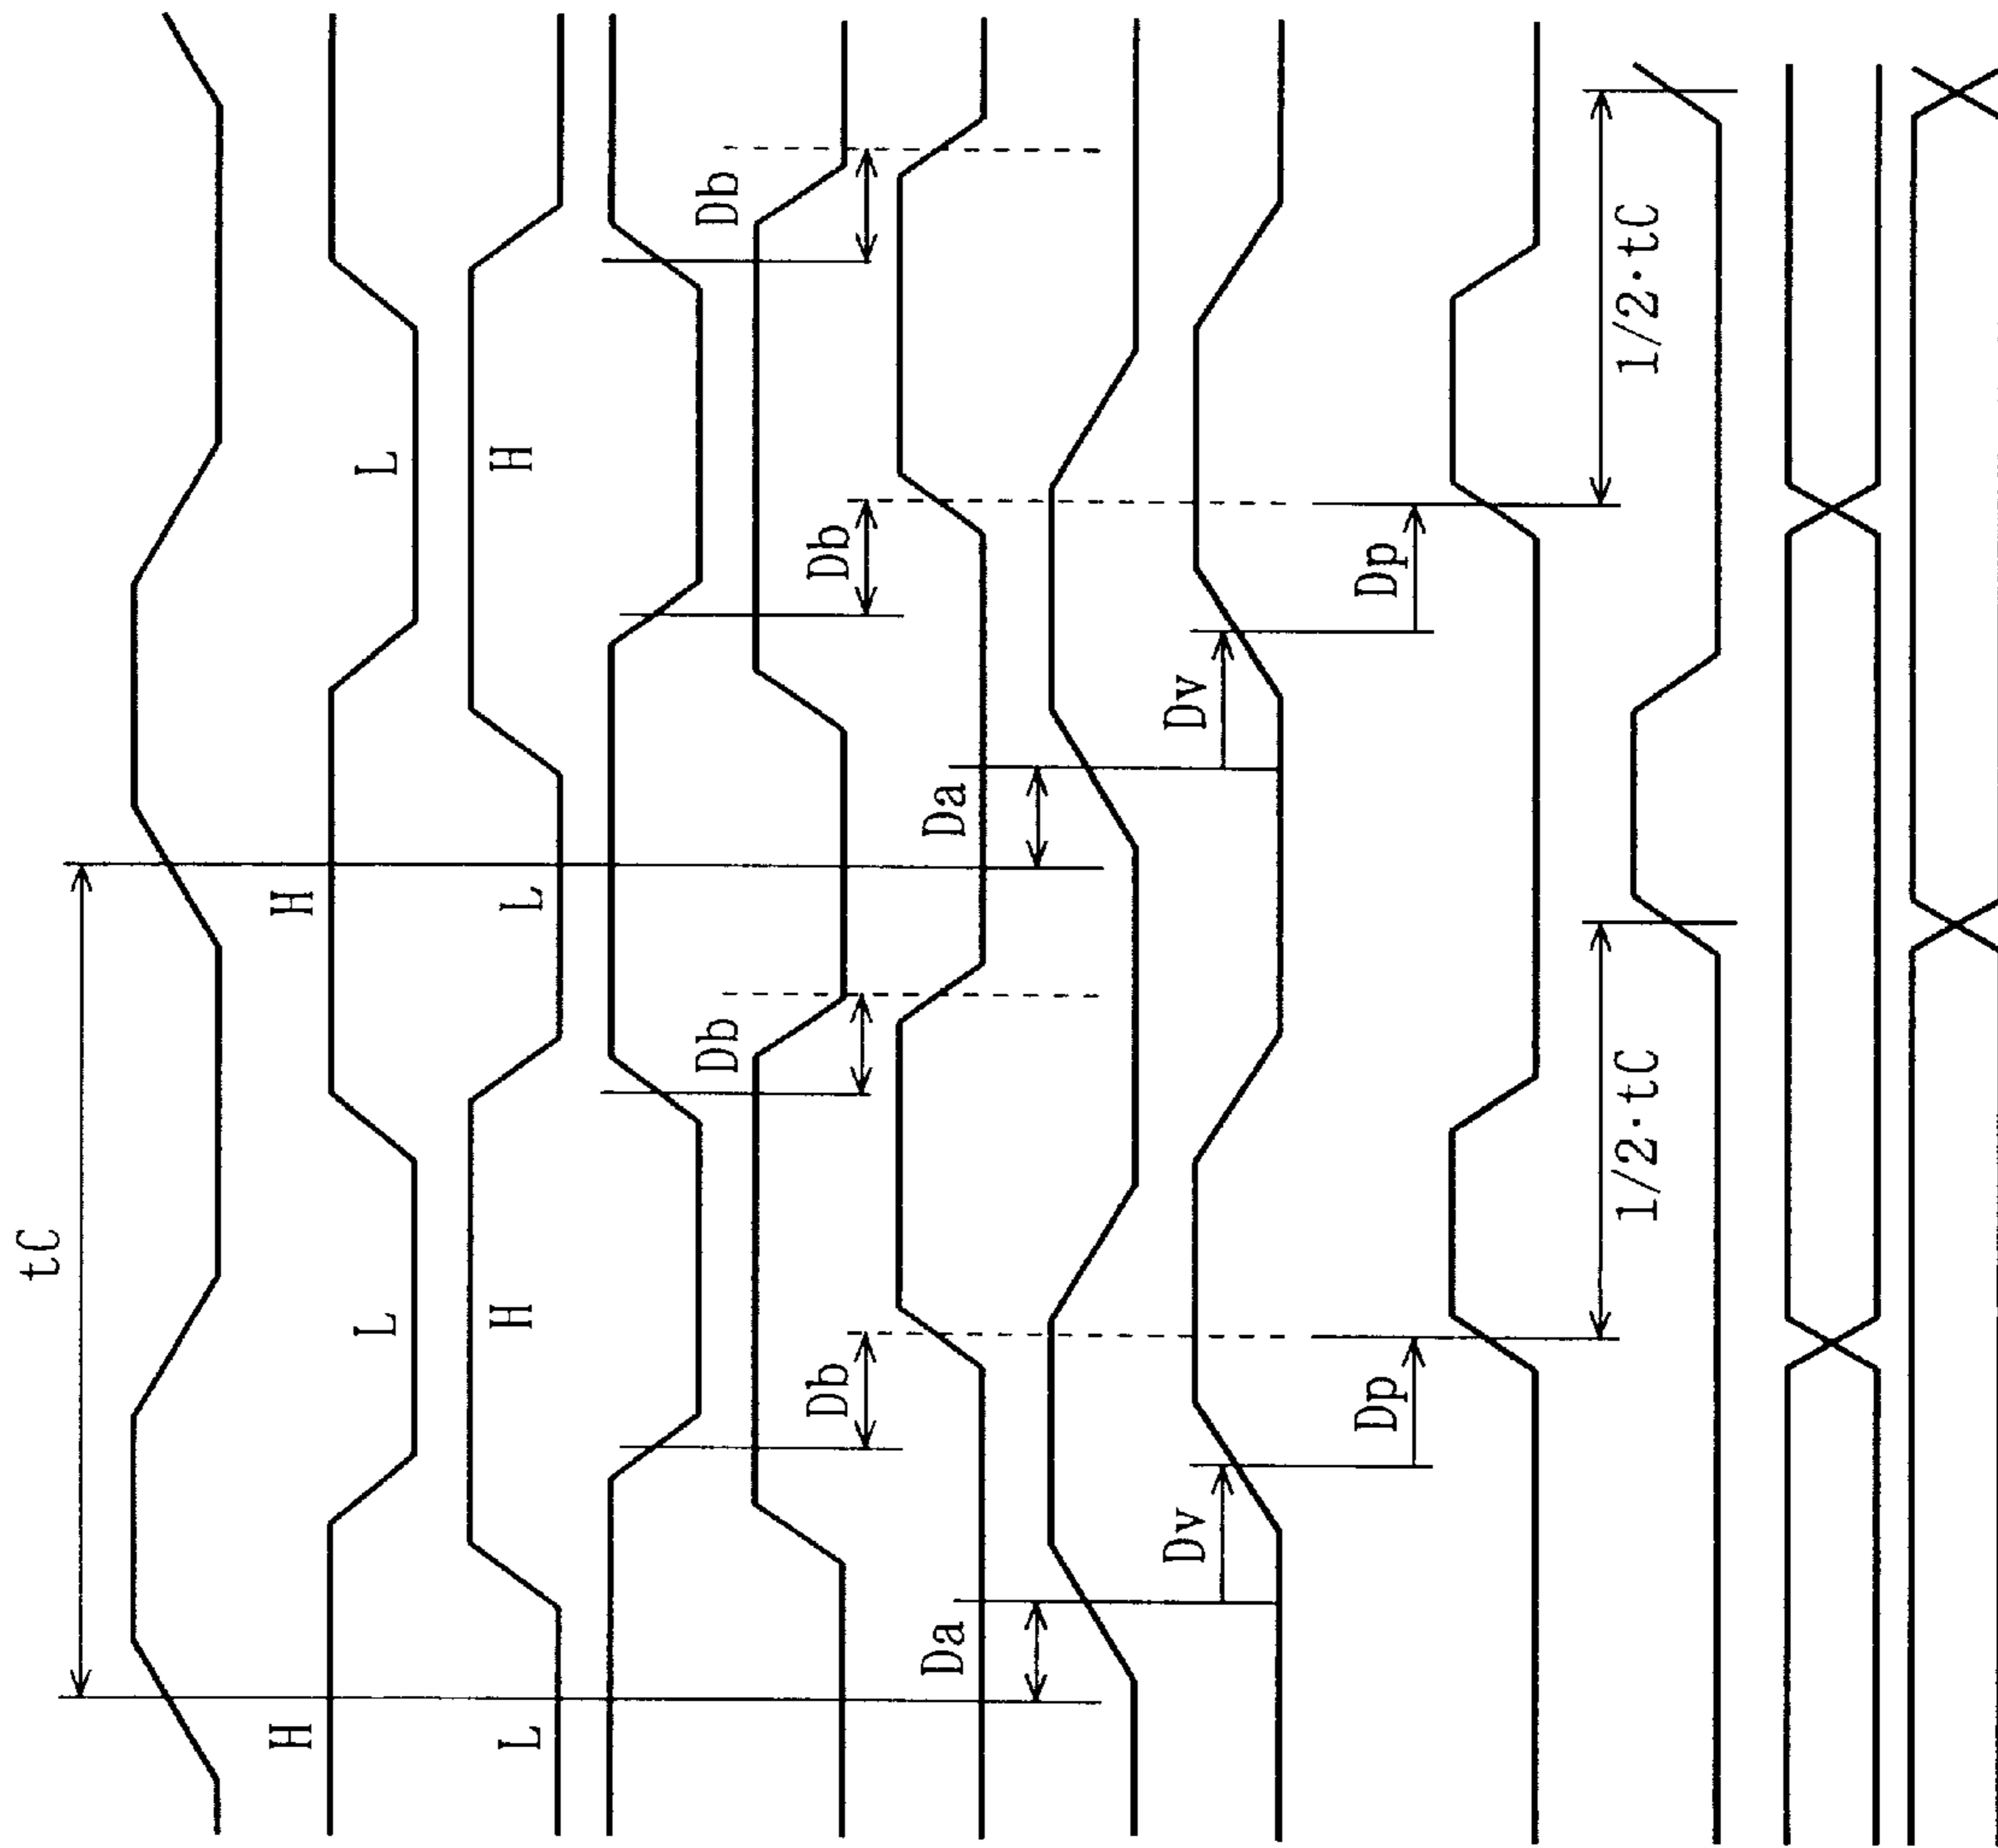 tC
H L H L
L H L H
Db Db
Db Db
Da Da
Dv Dv
Dp Dp
1/2·tC 1/2·tC